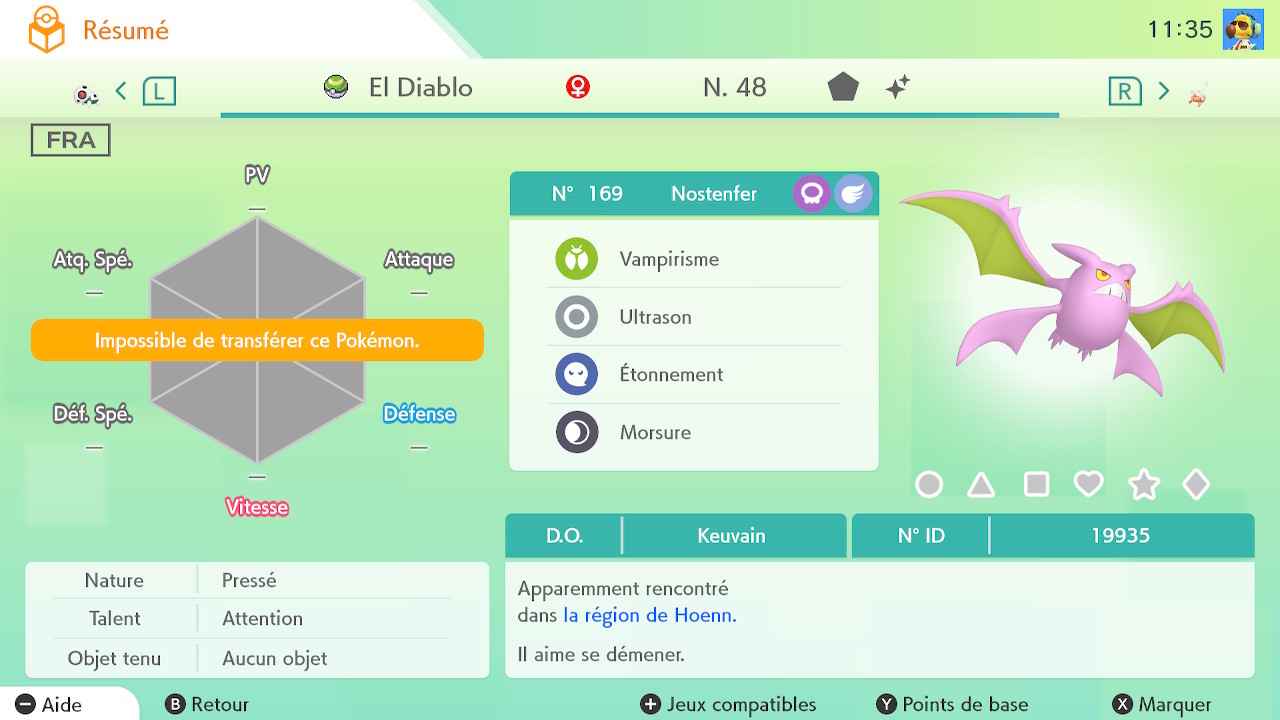 Résumé
11:35
L
El Diablo
N. 48
R
FRA
PV
—
Atq. Spé.
—
Attaque
—
Impossible de transférer ce Pokémon.
Déf. Spé.
—
Défense
—
—
Vitesse
N° 169 Nostenfer
Vampirisme
Ultrason
Étonnement
Morsure
D.O. Keuvain
N° ID 19935
Apparemment rencontré
dans la région de Hoenn.
Il aime se démener.
Nature Pressé
Talent Attention
Objet tenu Aucun objet
Aide
B Retour
Jeux compatibles
Y Points de base
X Marquer